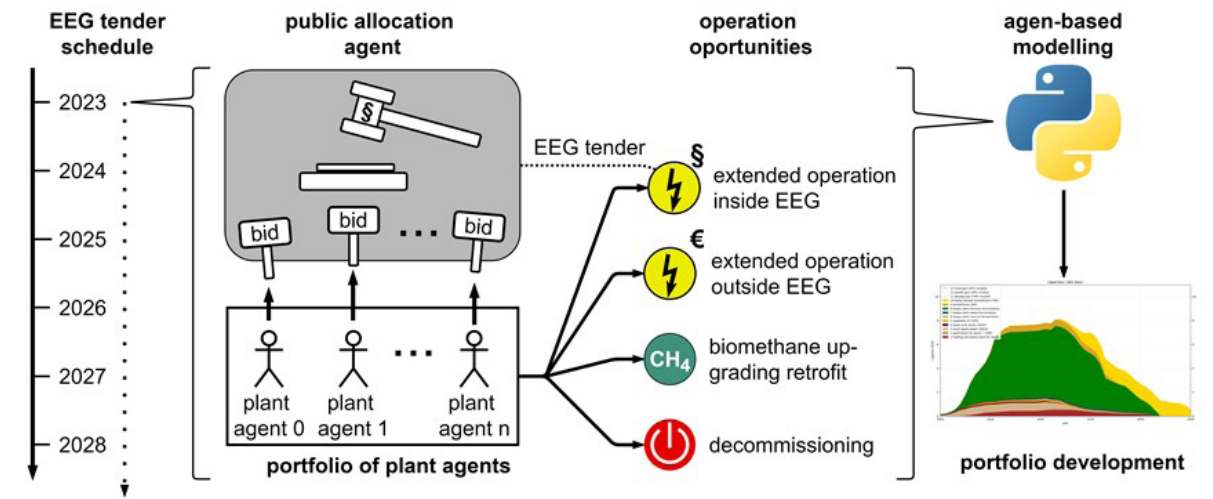 EEG tender
schedule
2023
2024
2025
2026
2027
2028
public allocation
agent
§
bid
bid
...
bid
EEG tender
plant
agent 0
plant
agent 1
...
plant
agent n
portfolio of plant agents
operation
oportunities
§
extended operation
inside EEG
€
extended operation
outside EEG
CH₄
biomethane up-
grading retrofit
decommissioning
agen-based
modelling
portfolio development